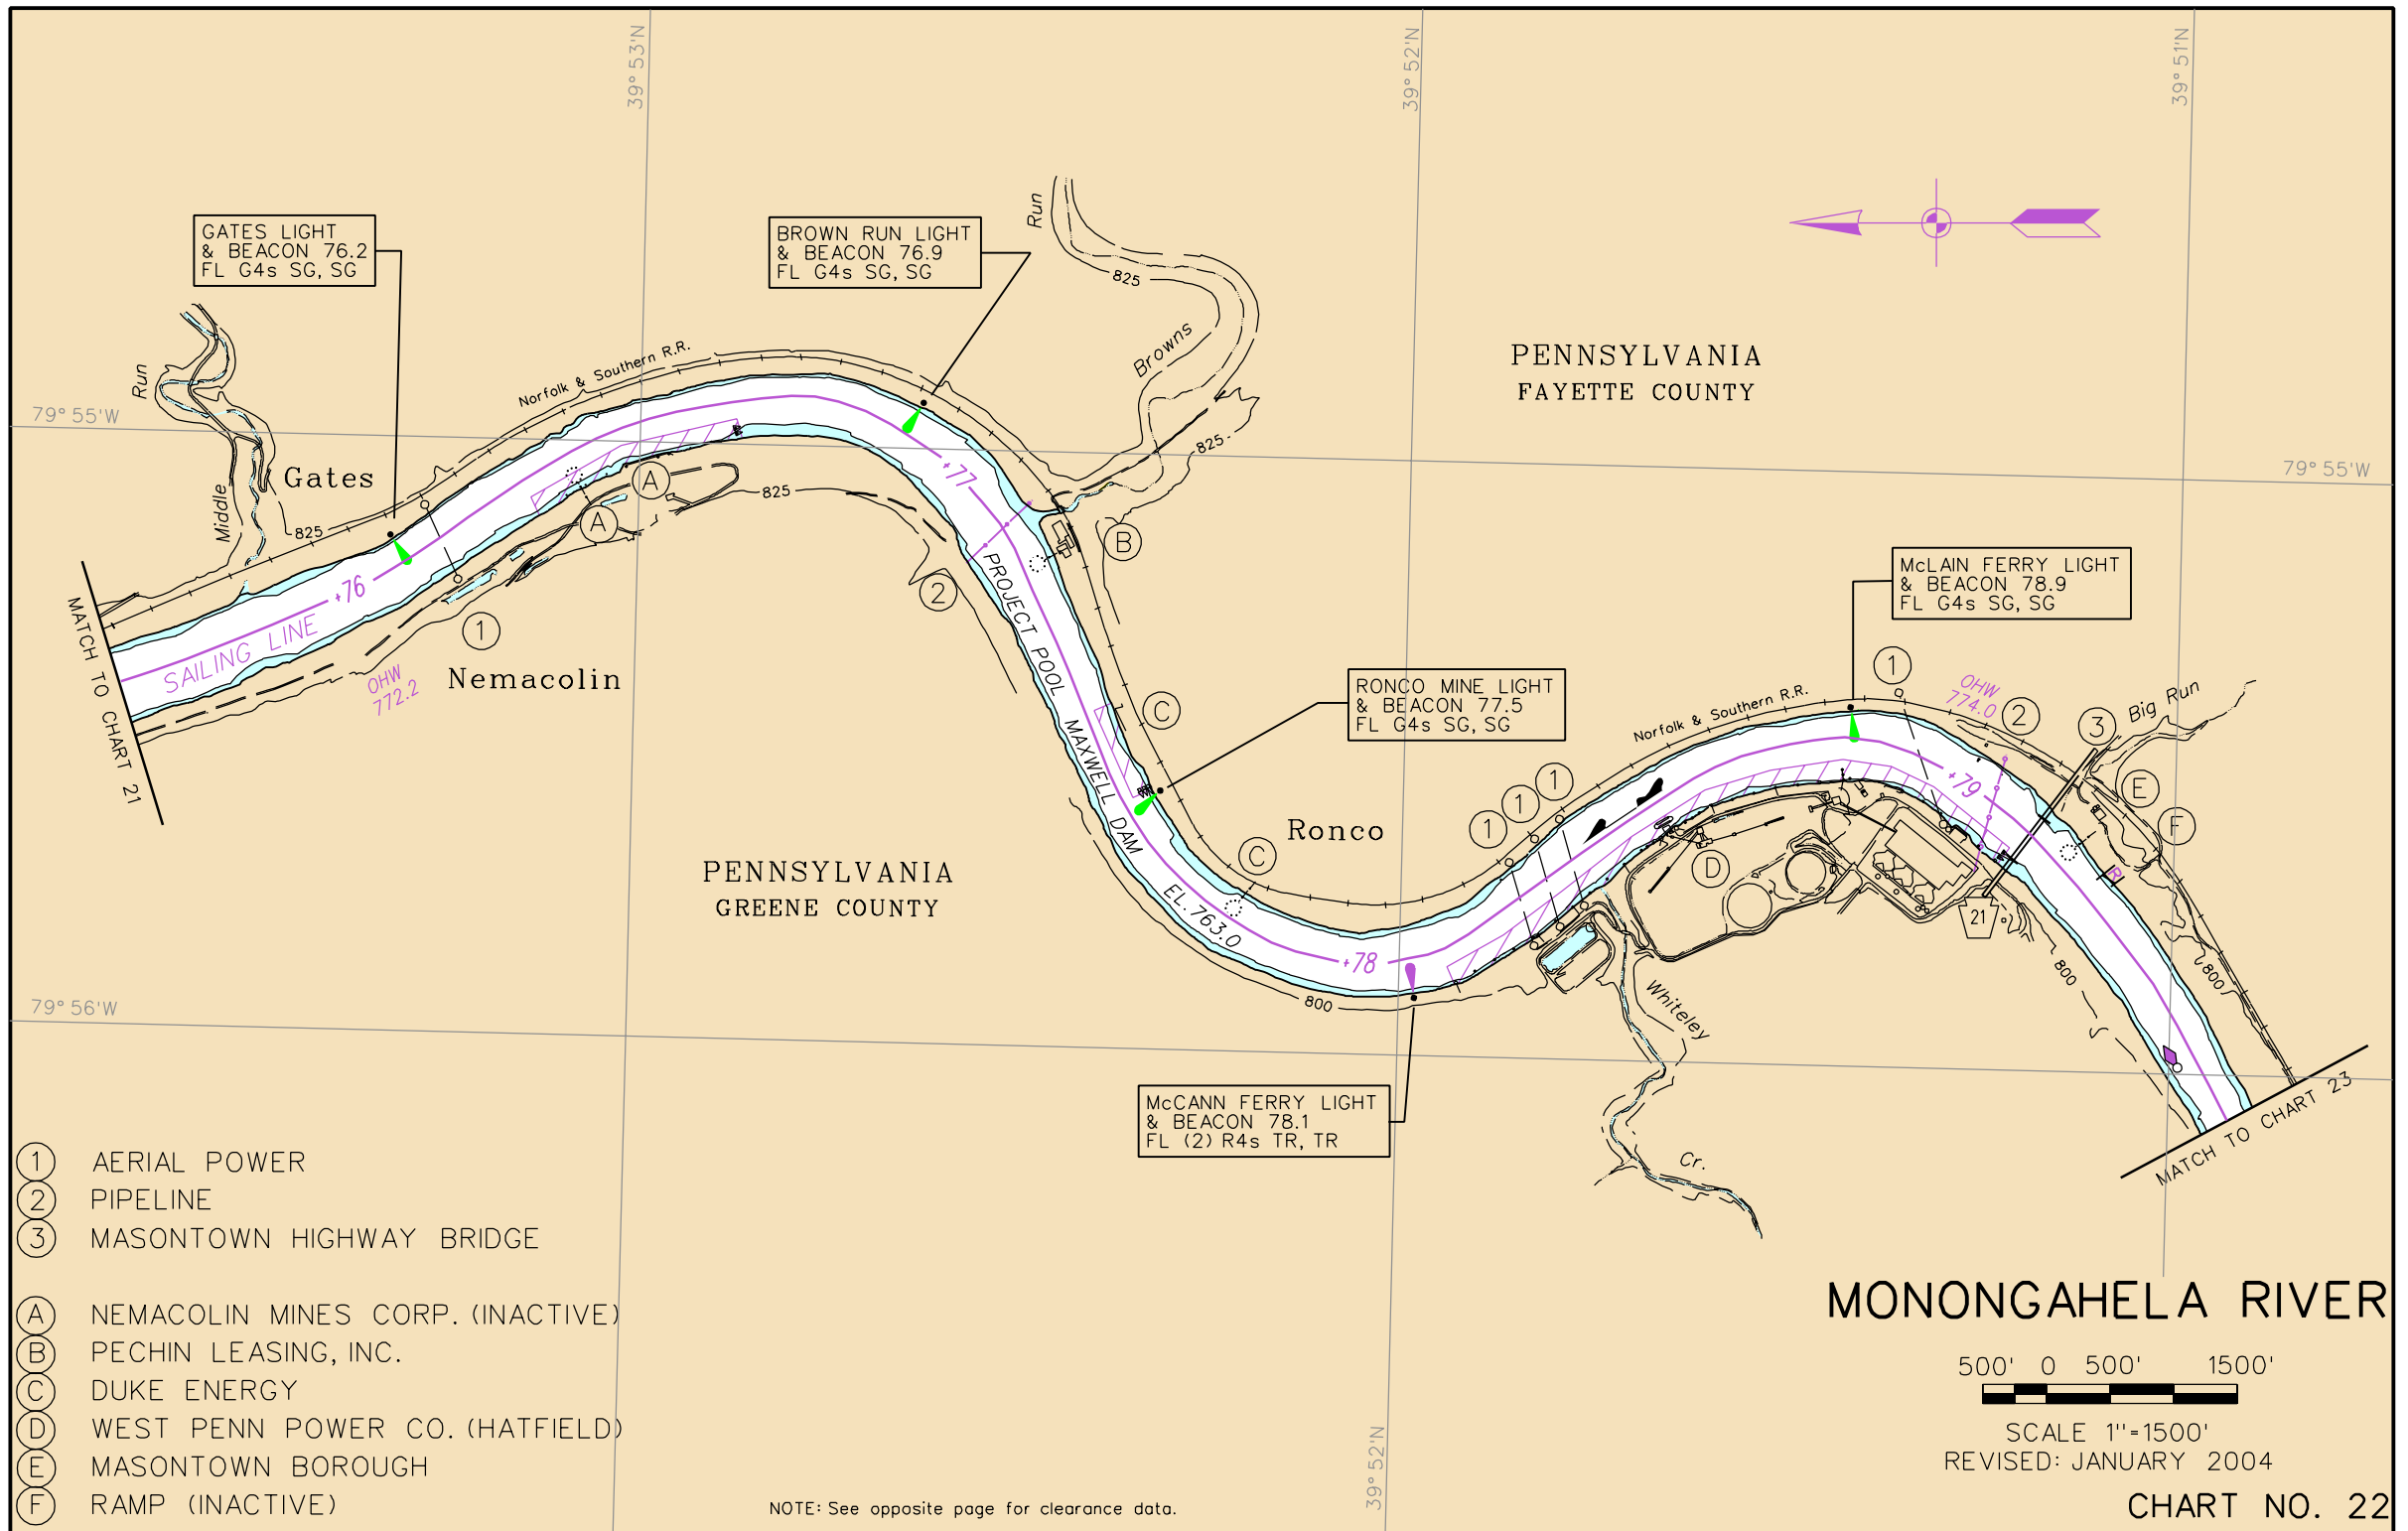 39° 53'N
39° 52'N
39° 51'N
GATES LIGHT
& BEACON 76.2
FL G4s SG, SG
BROWN RUN LIGHT
& BEACON 76.9
FL G4s SG, SG
Run
825
Browns
825
PENNSYLVANIA
FAYETTE COUNTY
Run
Norfolk & Southern R.R.
79° 55'W
79° 55'W
Gates
Middle
825
A
A
825
+77
B
2
1
+76
SAILING LINE
OHW
772.2
Nemacolin
MATCH TO CHART 21
PROJECT POOL MAXWELL DAM EL. 763.0
McLAIN FERRY LIGHT
& BEACON 78.9
FL G4s SG, SG
RONCO MINE LIGHT
& BEACON 77.5
FL G4s SG, SG
C
C
Ronco
1
1
1
Norfolk & Southern R.R.
1
OHW
774.0
2
3
Big Run
+79
E
F
R
D
21
PENNSYLVANIA
GREENE COUNTY
+78
800
800
800
Whiteley
Cr.
79° 56'W
McCANN FERRY LIGHT
& BEACON 78.1
FL (2) R4s TR, TR
MATCH TO CHART 23
1 AERIAL POWER
2 PIPELINE
3 MASONTOWN HIGHWAY BRIDGE
A NEMACOLIN MINES CORP. (INACTIVE)
B PECHIN LEASING, INC.
C DUKE ENERGY
D WEST PENN POWER CO. (HATFIELD)
E MASONTOWN BOROUGH
F RAMP (INACTIVE)
NOTE: See opposite page for clearance data.
39° 52'N
MONONGAHELA RIVER
500' 0 500' 1500'
SCALE 1"=1500'
REVISED: JANUARY 2004
CHART NO. 22